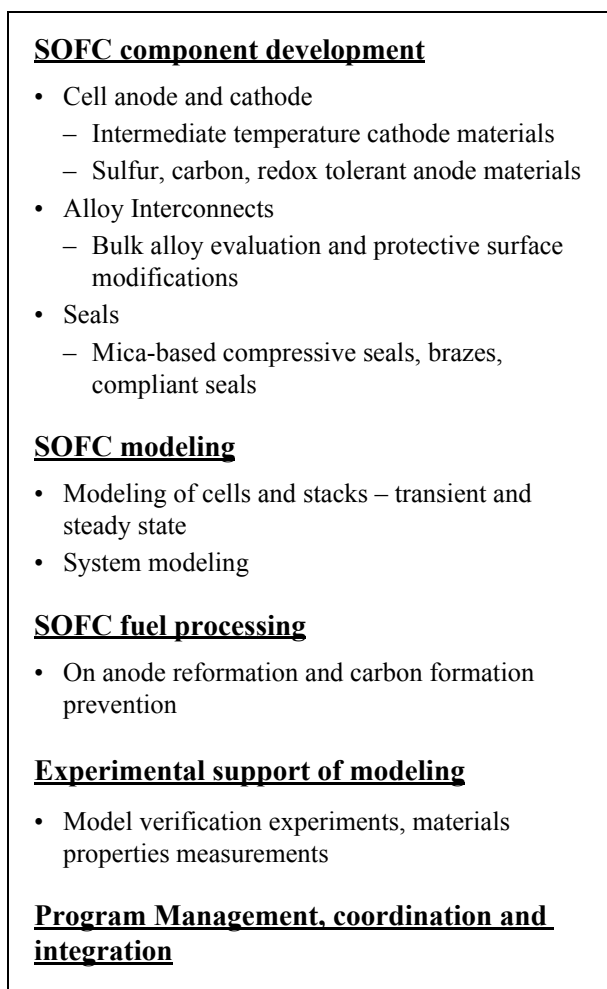 SOFC component development
• Cell anode and cathode
– Intermediate temperature cathode materials
– Sulfur, carbon, redox tolerant anode materials
• Alloy Interconnects
– Bulk alloy evaluation and protective surface
modifications
• Seals
– Mica-based compressive seals, brazes,
compliant seals
SOFC modeling
• Modeling of cells and stacks – transient and
steady state
• System modeling
SOFC fuel processing
• On anode reformation and carbon formation
prevention
Experimental support of modeling
• Model verification experiments, materials
properties measurements
Program Management, coordination and
integration